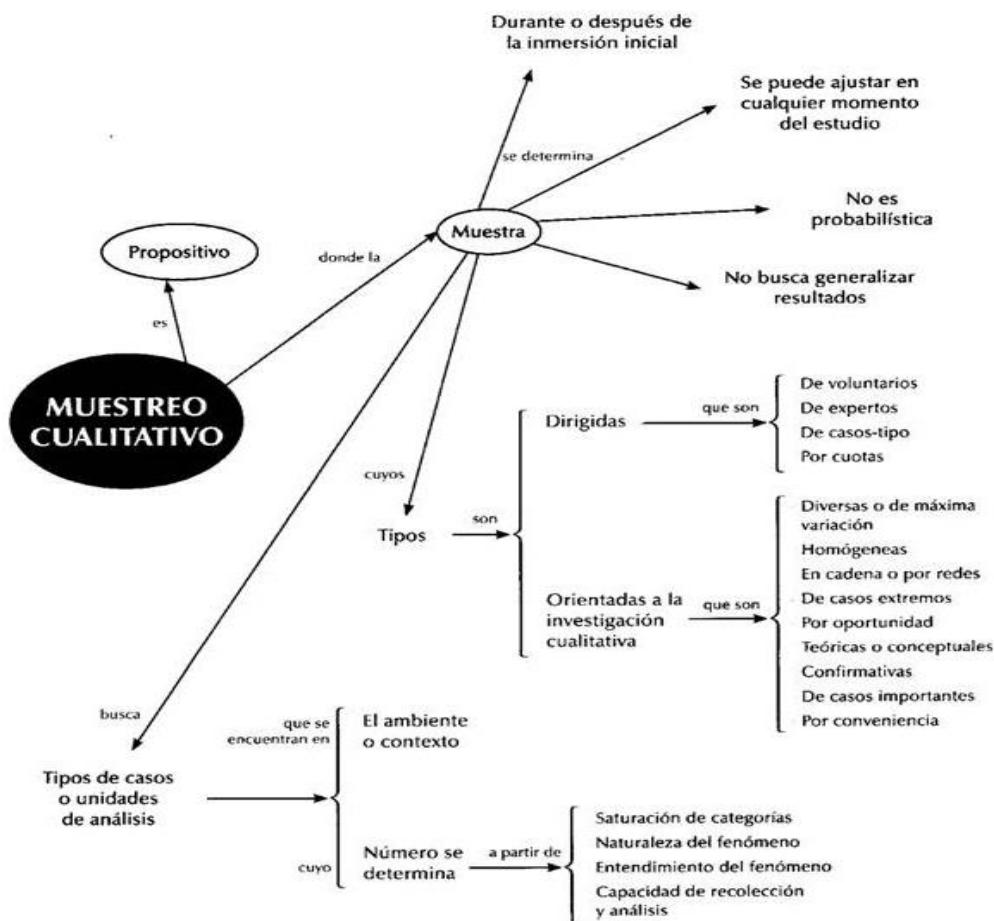 Durante o después de
la inmersión inicial
Se puede ajustar en
cualquier momento
del estudio
se determina
No es
probabilística
Muestra
Propositivo
donde la
No busca generalizar
resultados
es
MUESTREO
CUALITATIVO
De voluntarios
Dirigidas
que son
De expertos
De casos-tipo
Por cuotas
cuyos
Tipos
son
Diversas o de máxima
variación
Homógeneas
En cadena o por redes
Orientadas a la
investigación
cualitativa
que son
De casos extremos
Por oportunidad
Teóricas o conceptuales
Confirmativas
De casos importantes
Por conveniencia
busca
que se
encuentran en
El ambiente
o contexto
Tipos de casos
o unidades
de análisis
cuyo
Número se
determina
a partir de
Saturación de categorías
Naturaleza del fenómeno
Entendimiento del fenómeno
Capacidad de recolección
y análisis